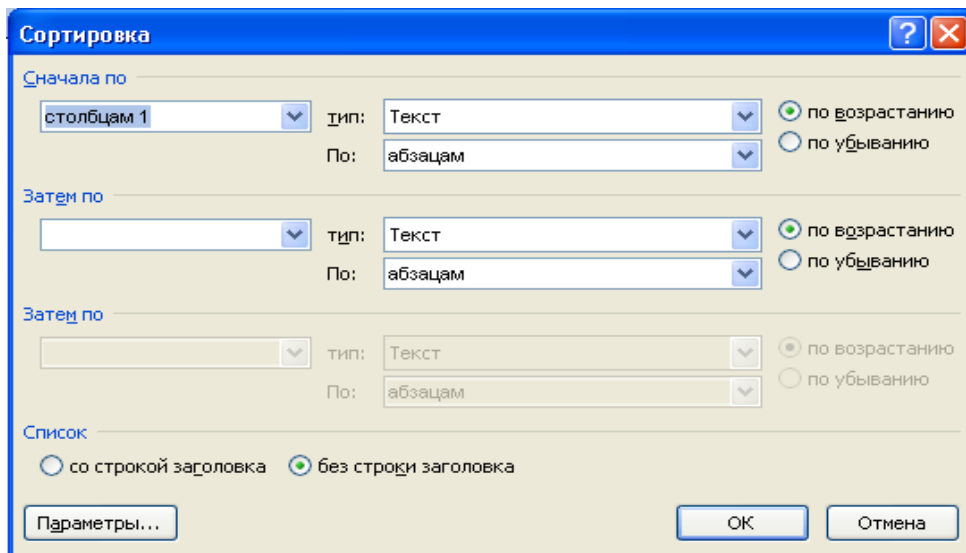 Сортировка
Сначала по
столбцам 1 тип: Текст по возрастанию
По: абзацам по убыванию
Затем по
тип: Текст по возрастанию
По: абзацам по убыванию
Затем по
тип: Текст по возрастанию
По: абзацам по убыванию
Список
со строкой заголовка без строки заголовка
Параметры... ОК Отмена